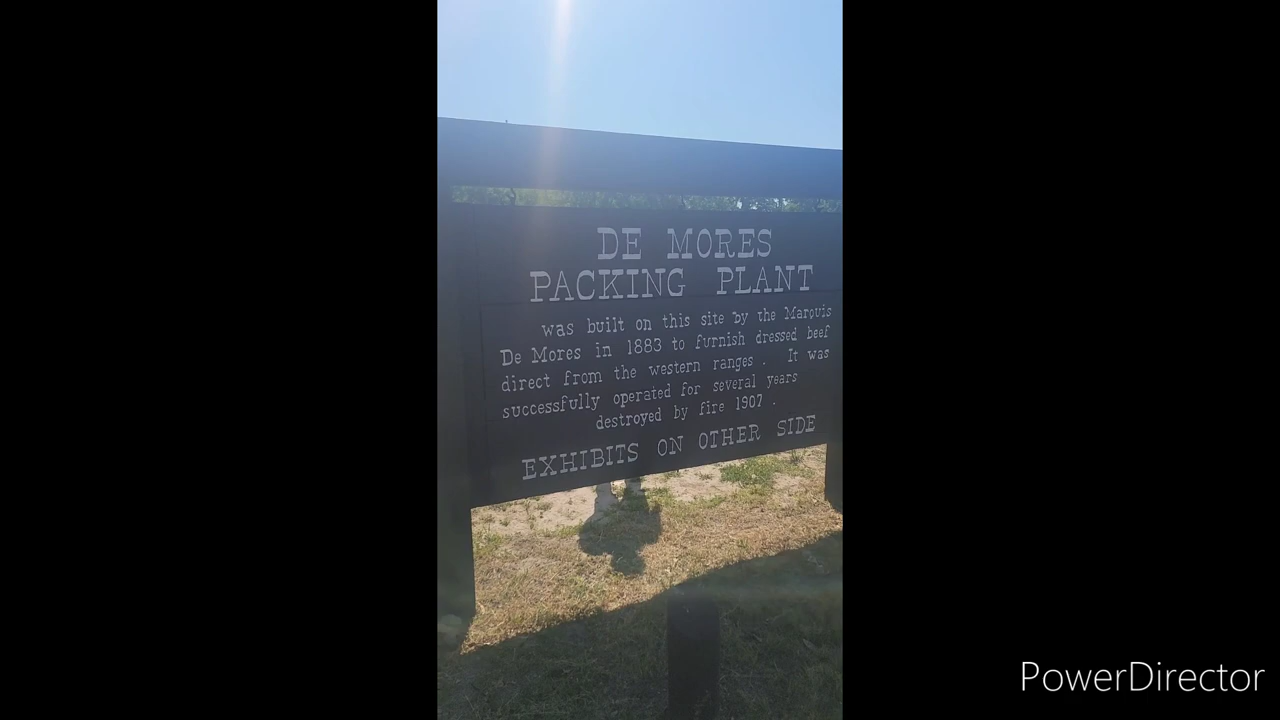 DE MORES
PACKING PLANT
was built on this site by the Marquis
De Mores in 1883 to furnish dressed beef
direct from the western ranges . It was
successfully operated for several years
destroyed by fire 1907 .
EXHIBITS ON OTHER SIDE
PowerDirector